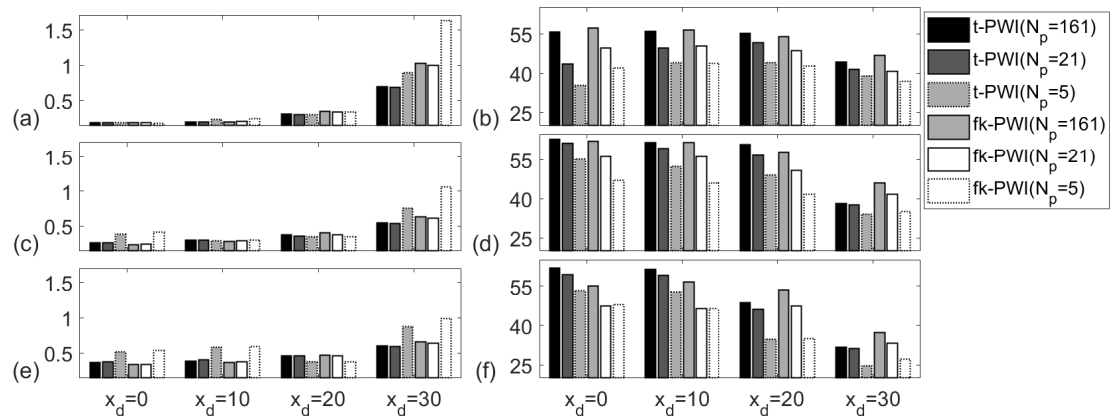 1.5
1
0.5
(a)
55
40
25
(b)
t-PWI(N_p=161)
t-PWI(N_p=21)
t-PWI(N_p=5)
fk-PWI(N_p=161)
fk-PWI(N_p=21)
fk-PWI(N_p=5)
1.5
1
0.5
(c)
55
40
25
(d)
1.5
1
0.5
(e)
x_d=0 x_d=10 x_d=20 x_d=30
55
40
25
(f)
x_d=0 x_d=10 x_d=20 x_d=30